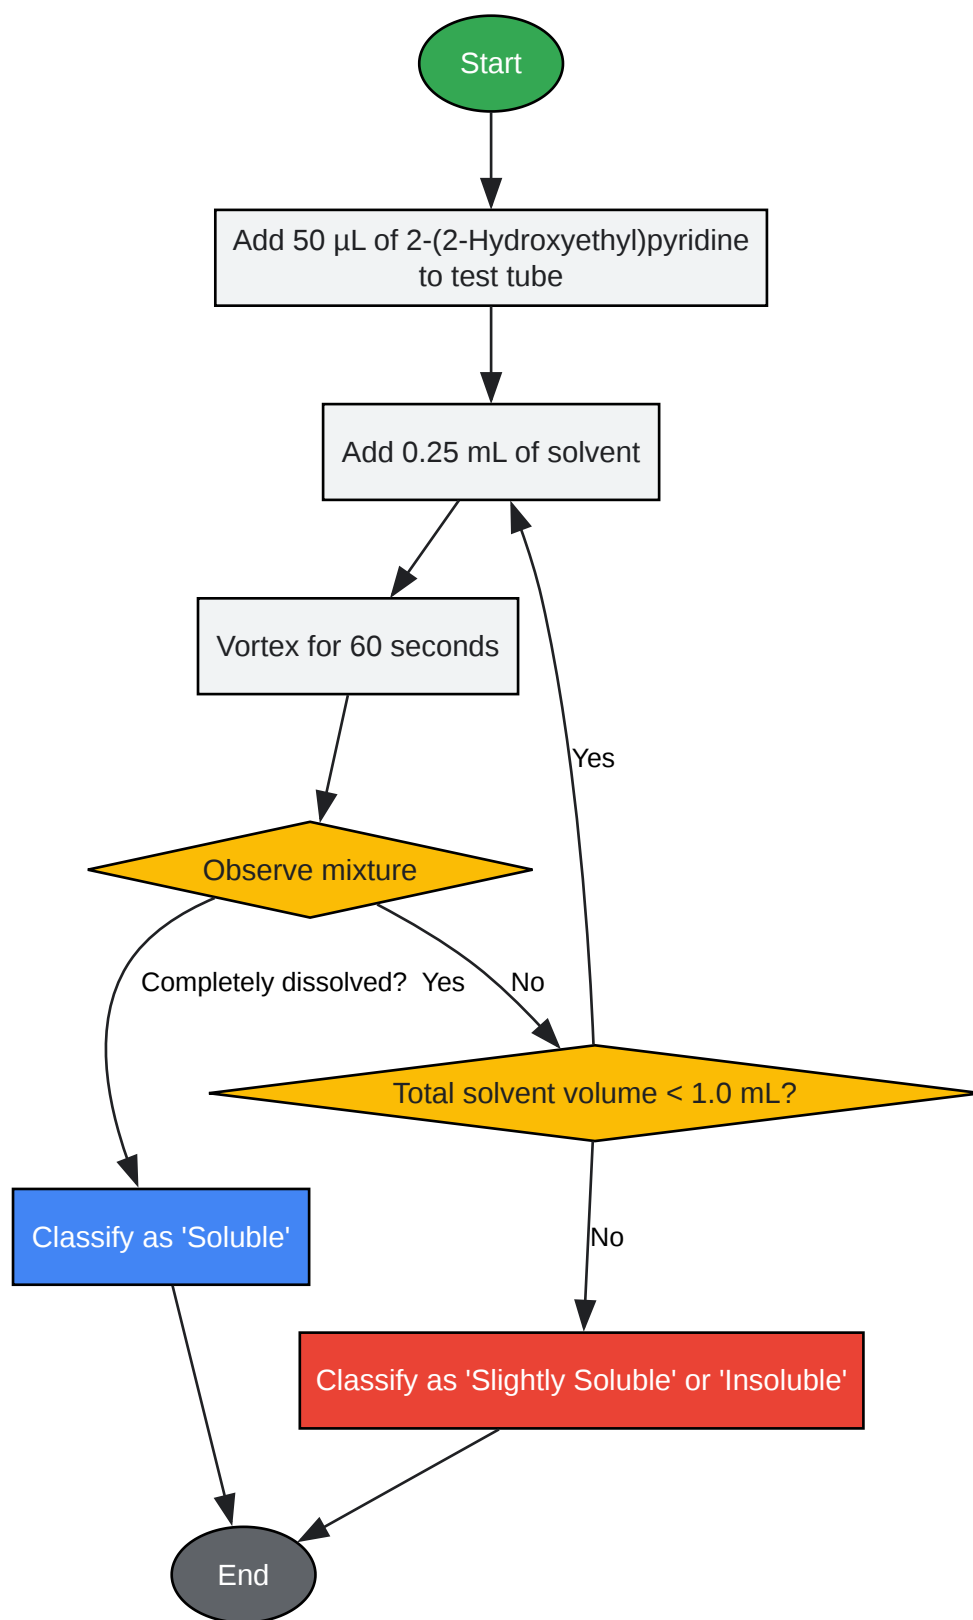 Start
Add 50 µL of 2-(2-Hydroxyethyl)pyridine
to test tube
Add 0.25 mL of solvent
Vortex for 60 seconds
Yes
Observe mixture
Completely dissolved?  Yes
No
Total solvent volume < 1.0 mL?
Classify as 'Soluble'
No
Classify as 'Slightly Soluble' or 'Insoluble'
End